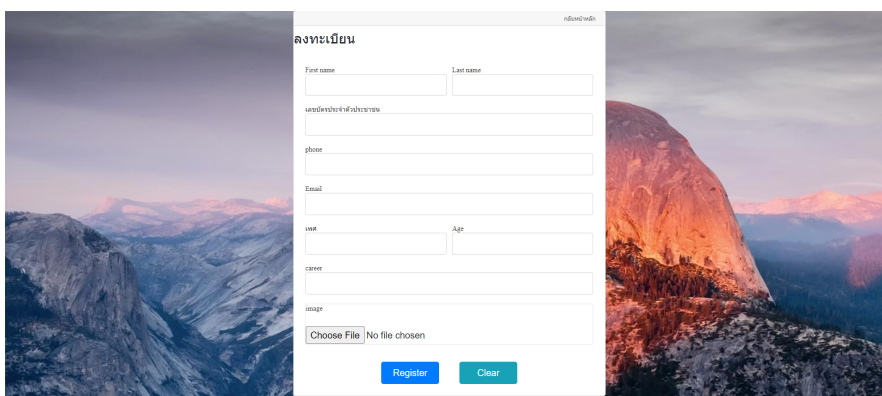 กลับหน้าหลัก
ลงทะเบียน
First name Last name
เลขบัตรประจำตัวประชาชน
phone
Email
เพศ Age
career
image
Choose File No file chosen
Register Clear